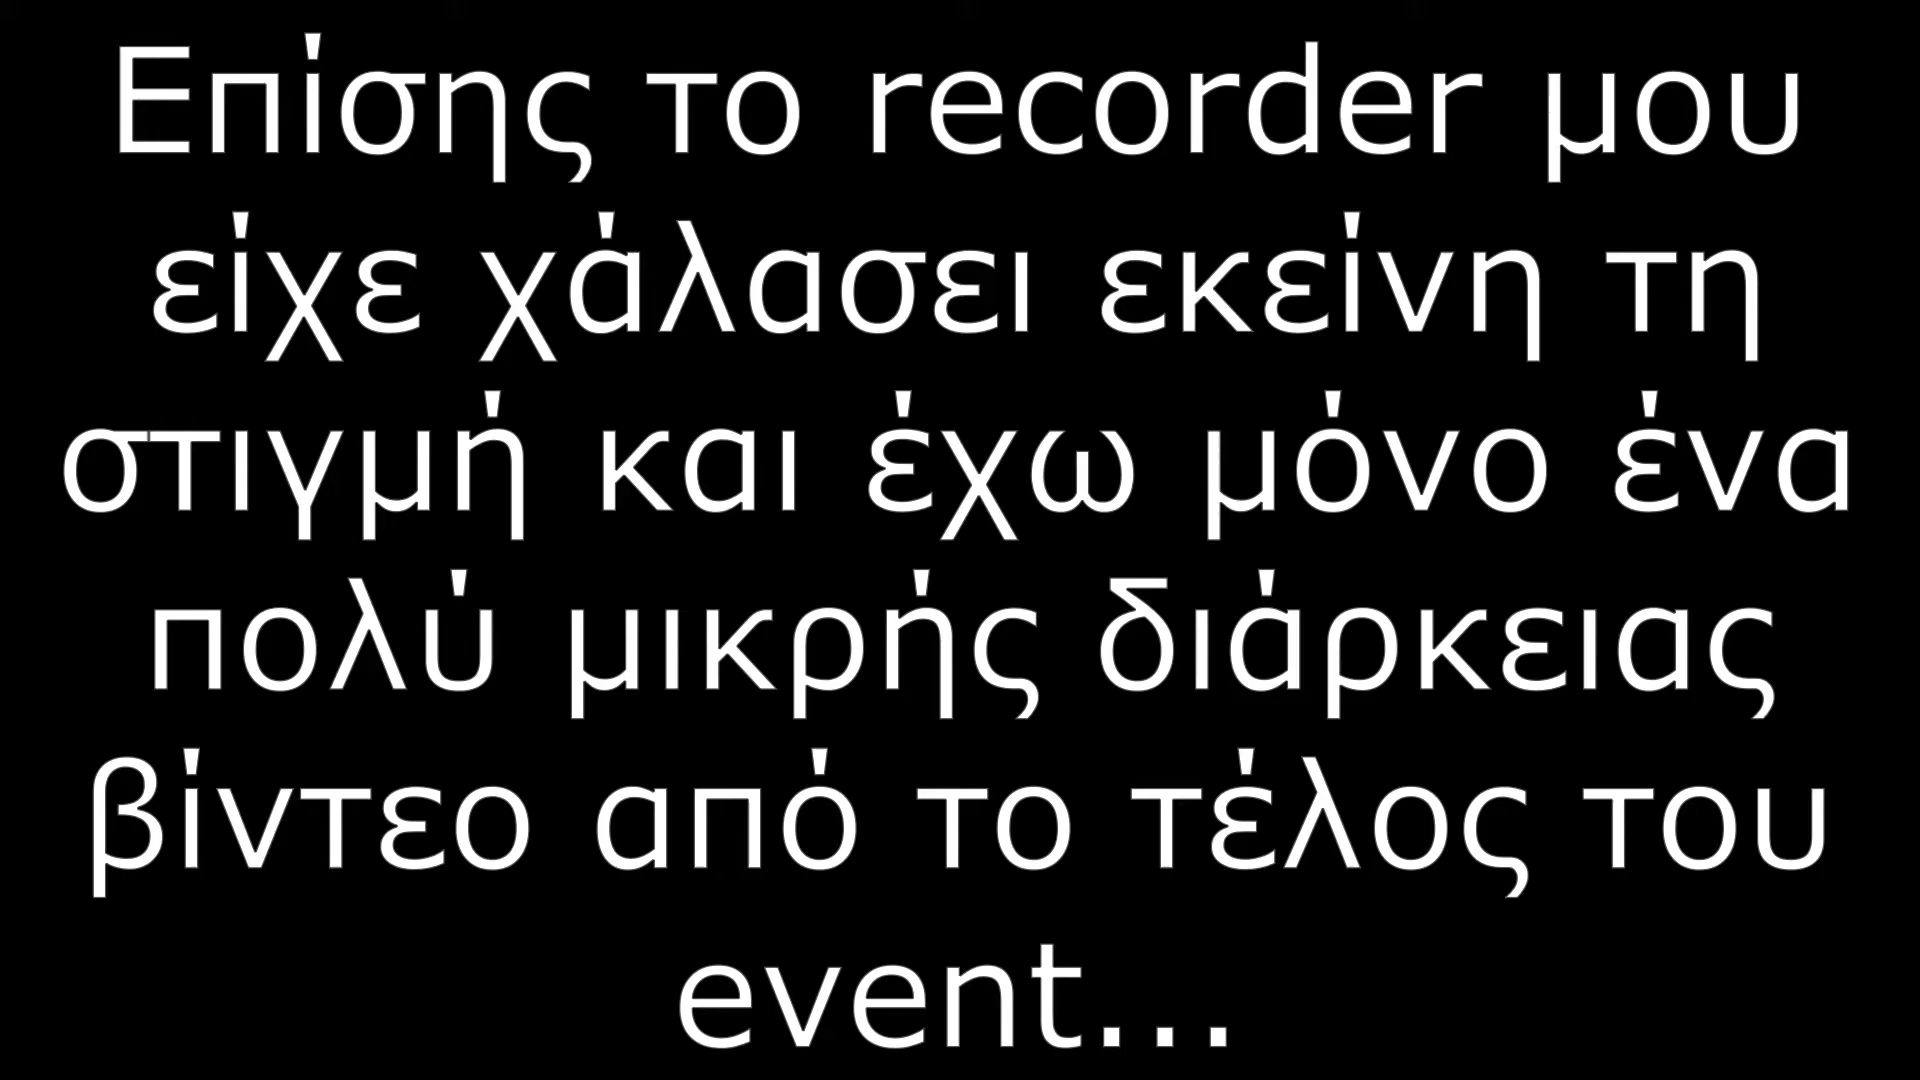 Επίσης το recorder μου
είχε χάλασει εκείνη τη
στιγμή και έχω μόνο ένα
πολύ μικρής διάρκειας
βίντεο από το τέλος του
event...